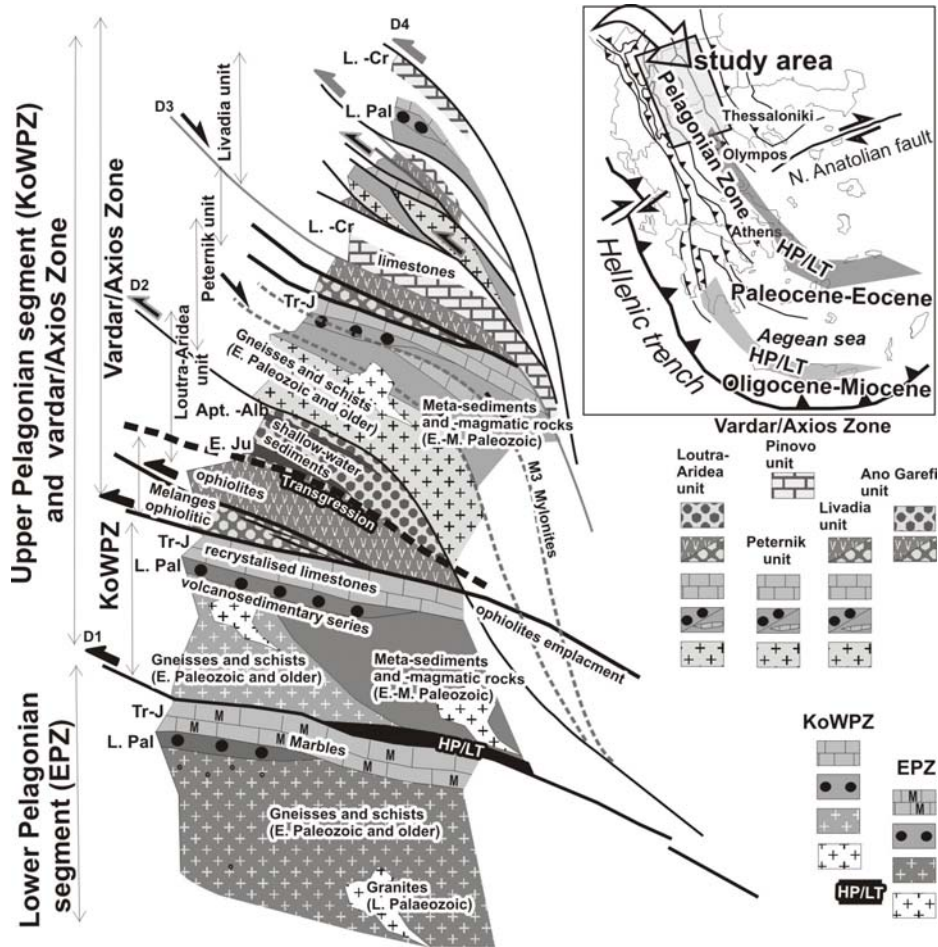 D4
L. -Cr
D3
Livadia unit
L. Pal
Upper Pelagonian segment (KoWPZ)
and vardar/Axios Zone
Vardar/Axios Zone
Peternik unit
L. -Cr
limestones
D2
Tr-J
Loutra-Aridea
unit
Gneisses and schists
(E. Paleozoic and older)
Meta-sediments
and -magmatic rocks
(E.-M. Paleozoic)
Apt. -Alb
E. Ju
shallow-water
sediments
Transgression
M3 Mylonites
ophiolites
Melanges
ophiolitic
Tr-J
recrystalised limestones
L. Pal
volcanosedimentary series
ophiolites emplacment
KoWPZ
D1
Gneisses and schists
(E. Paleozoic and older)
Meta-sediments
and -magmatic rocks
(E.-M. Paleozoic)
Tr-J
M M M M M M M
Marbles
HP/LT
L. Pal
Lower Pelagonian
segment (EPZ)
Gneisses and schists
(E. Paleozoic and older)
Granites
(L. Palaeozoic)
study area
Pelagonian Zone
Thessaloniki
Olympos
N. Anatolian fault
Athens
HP/LT
Paleocene-Eocene
Hellenic trench
Aegean sea
HP/LT
Oligocene-Miocene
Vardar/Axios Zone
Loutra-
Aridea
unit
Pinovo
unit
Ano Garefi
unit
Livadia
unit
Peternik
unit
KoWPZ
EPZ
M
M
HP/LT